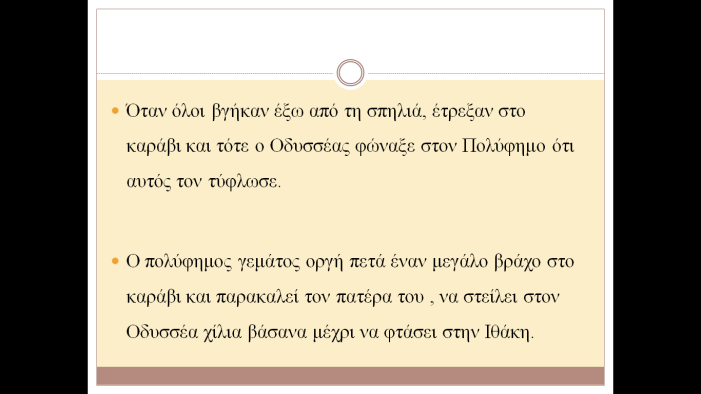 Όταν όλοι βγήκαν έξω από τη σπηλιά, έτρεξαν στο
καράβι και τότε ο Οδυσσέας φώναξε στον Πολύφημο ότι
αυτός τον τύφλωσε.
Ο πολύφημος γεμάτος οργή πετά έναν μεγάλο βράχο στο
καράβι και παρακαλεί τον πατέρα του , να στείλει στον
Οδυσσέα χίλια βάσανα μέχρι να φτάσει στην Ιθάκη.